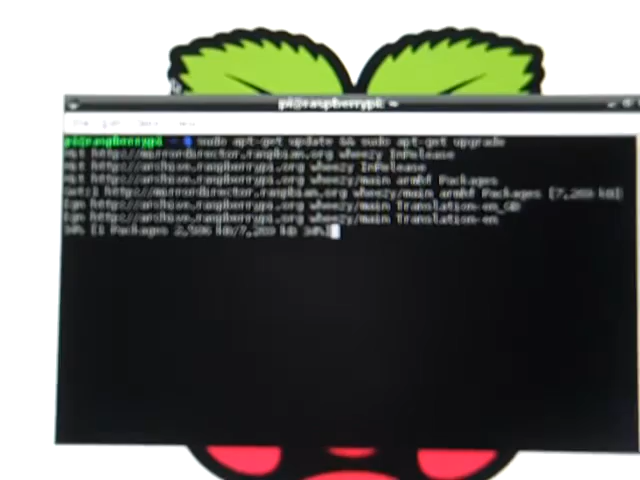 pi@raspberrypi: ~
pi@raspberrypi ~ $ sudo apt-get update && sudo apt-get upgrade
Hit http://mirrordirector.raspbian.org wheezy InRelease
Hit http://archive.raspberrypi.org wheezy InRelease
Hit http://archive.raspberrypi.org wheezy/main armhf Packages
Get:1 http://mirrordirector.raspbian.org wheezy/main armhf Packages [7,269 kB]
Ign http://archive.raspberrypi.org wheezy/main Translation-en_GB
Ign http://archive.raspberrypi.org wheezy/main Translation-en
[1 Packages kB/7,269 kB 34%]